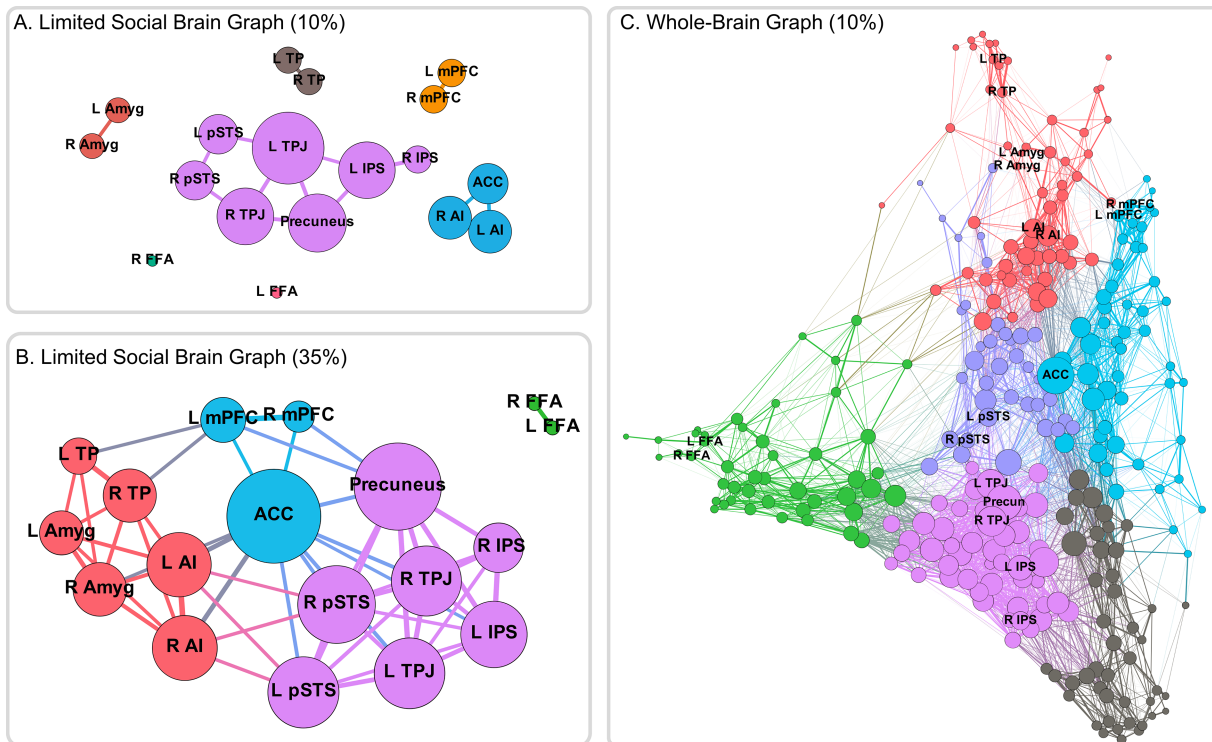 A. Limited Social Brain Graph (10%)
L TP
R TP
L mPFC
R mPFC
L Amyg
R Amyg
L pSTS
L TPJ
R IPS
L IPS
R pSTS
ACC
R TPJ
Precuneus
R AI
L AI
R FFA
L FFA
B. Limited Social Brain Graph (35%)
R FFA
L FFA
L mPFC
R mPFC
L TP
R TP
Precuneus
ACC
L Amyg
R IPS
L AI
R TPJ
R Amyg
R pSTS
L IPS
R AI
L TPJ
L pSTS
C. Whole-Brain Graph (10%)
L TP
R TP
L Amyg
R Amyg
R mPFC
L mPFC
L AI
R AI
ACC
L pSTS
R pSTS
L FFA
R FFA
L TPJ
Precun
R TPJ
L IPS
R IPS